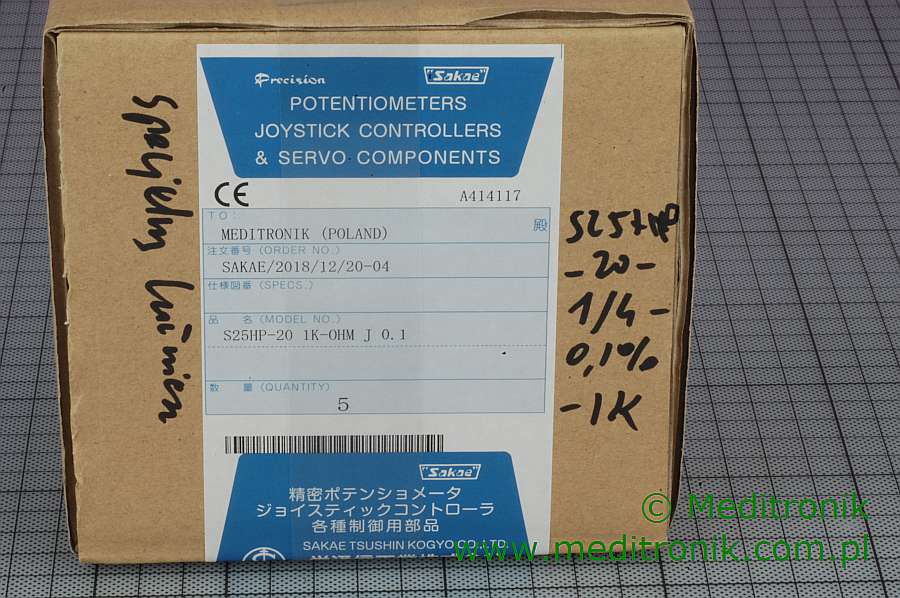 Precision "Sakae"
POTENTIOMETERS
JOYSTICK CONTROLLERS
& SERVO COMPONENTS
CE A414117
TO:
MEDITRONIK (POLAND) 殿
注文番号 (ORDER NO.)
SAKAE/2018/12/20-04
仕様図番 (SPECS.)
品 名 (MODEL NO.)
S25HP-20 1K-OHM J 0.1
数 量 (QUANTITY)
5
"Sakae"
精密ポテンショメータ
ジョイスティックコントローラ
各種制御用部品
SAKAE TSUSHIN KOGYO CO., LTD.
-20-
1/4-
0,1%
-1K
© Meditronik
www.meditronik.com.pl